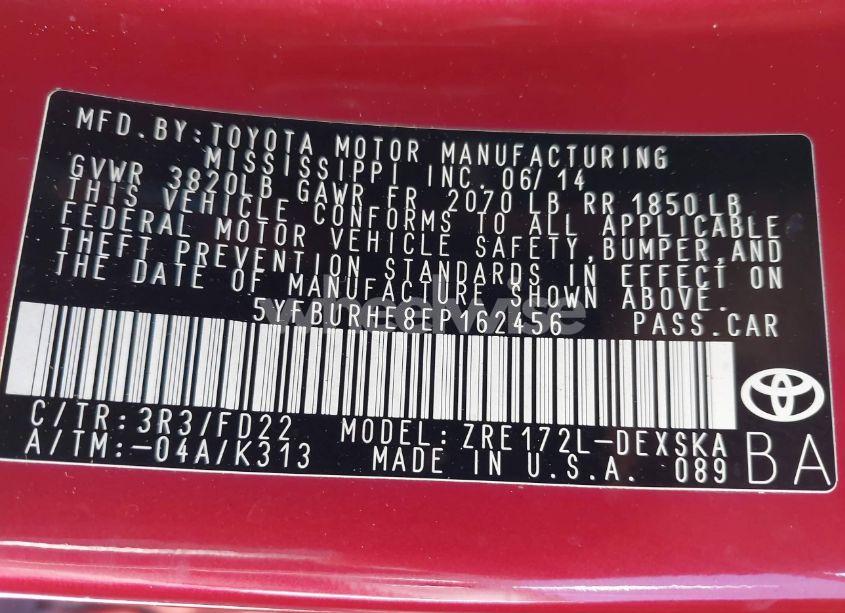 MFD.BY:TOYOTA MOTOR MANUFACTURING
MISSISSIPPI INC. 06/14
GVWR 3820LB GAWR FR 2070 LB RR 1850 LB
THIS VEHICLE CONFORMS TO ALL APPLICABLE
FEDERAL MOTOR VEHICLE SAFETY,BUMPER,AND
THEFT PREVENTION STANDARDS IN EFFECT ON
THE DATE OF MANUFACTURE SHOWN ABOVE.
5YFBURHE8EP162456 PASS.CAR
wheelwise
C/TR:3R3/FD22 MODEL:ZRE172L-DEXSKA
A/TM:-04A/K313 MADE IN U.S.A. 089
BA